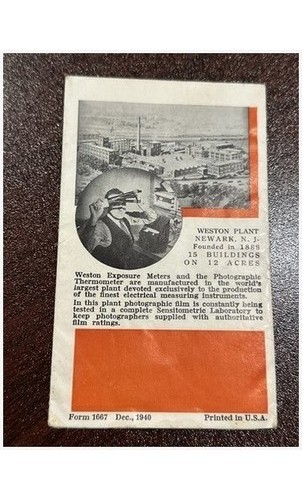 WESTON PLANT
NEWARK, N. J.
Founded in 1888
15 BUILDINGS
ON 12 ACRES
Weston Exposure Meters and the Photographic
Thermometer are manufactured in the world's
largest plant devoted exclusively to the production
of the finest electrical measuring instruments.
In this plant photographic film is constantly being
tested in a complete Sensitometric Laboratory to
keep photographers supplied with authoritative
film ratings.
Form 1667 Dec., 1940 Printed in U.S.A.